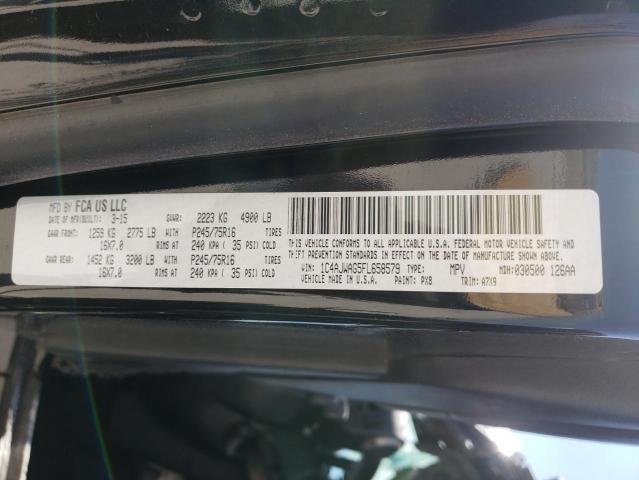 MFD BY FCA US LLC
DATE OF MFR(BUILT): 3-15 GVWR: 2223 KG 4900 LB
GAWR FRONT: 1259 KG 2775 LB WITH P245/75R16 TIRES
16X7.0 RIMS AT 240 KPA ( 35 PSI) COLD
GAWR REAR: 1452 KG 3200 LB WITH P245/75R16 TIRES
16X7.0 RIMS AT 240 KPA ( 35 PSI) COLD
THIS VEHICLE CONFORMS TO ALL APPLICABLE U.S.A. FEDERAL MOTOR VEHICLE SAFETY AND
THEFT PREVENTION STANDARDS IN EFFECT ON THE DATE OF MANUFACTURE SHOWN ABOVE.
VIN: 1C4AJWAG5FL658579 TYPE: MPV MDH: 030500 126AA
VEHICLE MADE IN U.S.A. PAINT: PX8 TRIM: A7X9